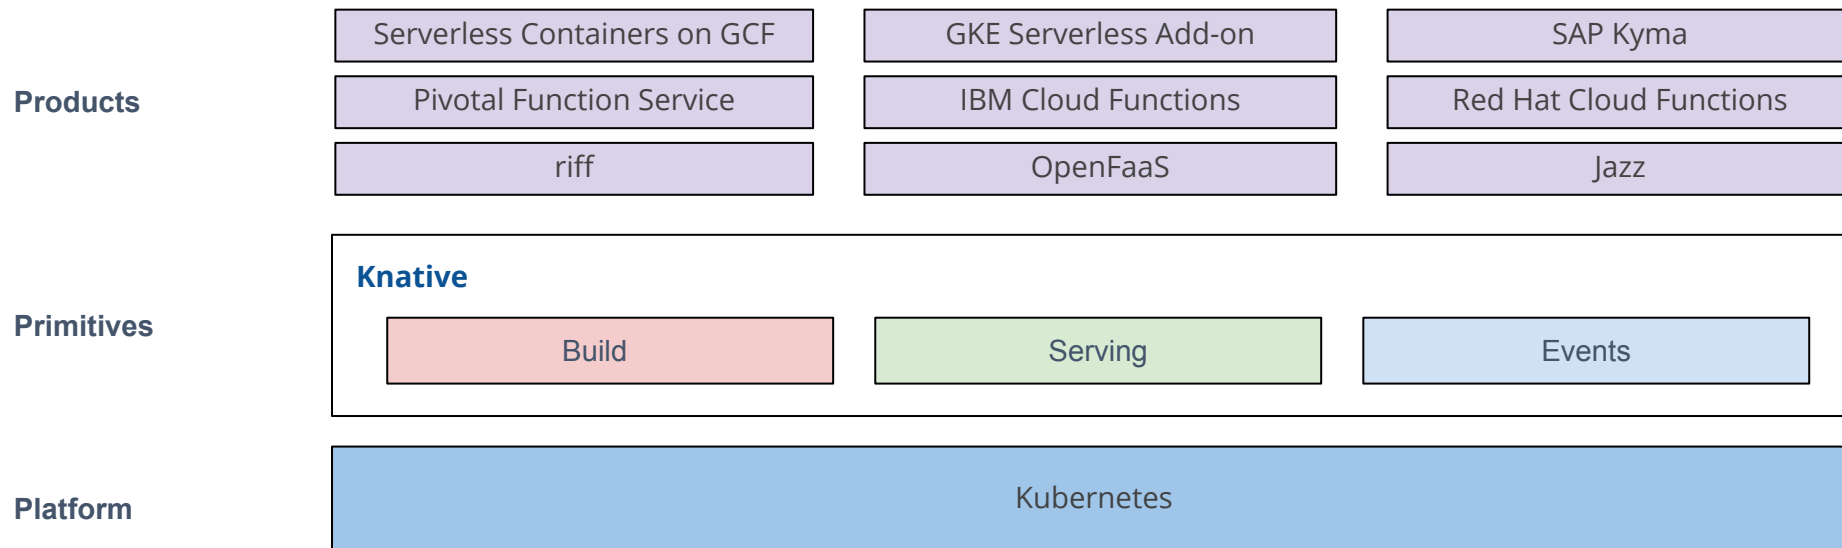 Products
Serverless Containers on GCF
GKE Serverless Add-on
SAP Kyma
Pivotal Function Service
IBM Cloud Functions
Red Hat Cloud Functions
riff
OpenFaaS
Jazz
Primitives
Knative
Build
Serving
Events
Platform
Kubernetes